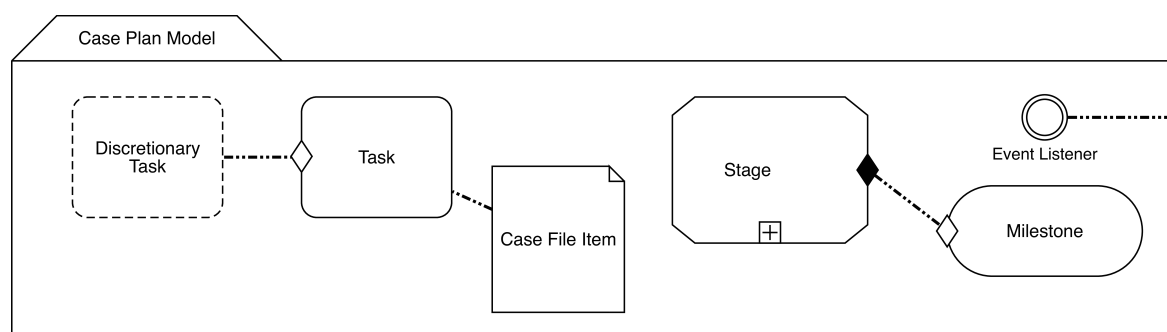 Case Plan Model
Discretionary
Task
Task
Case File Item
Stage
Event Listener
Milestone